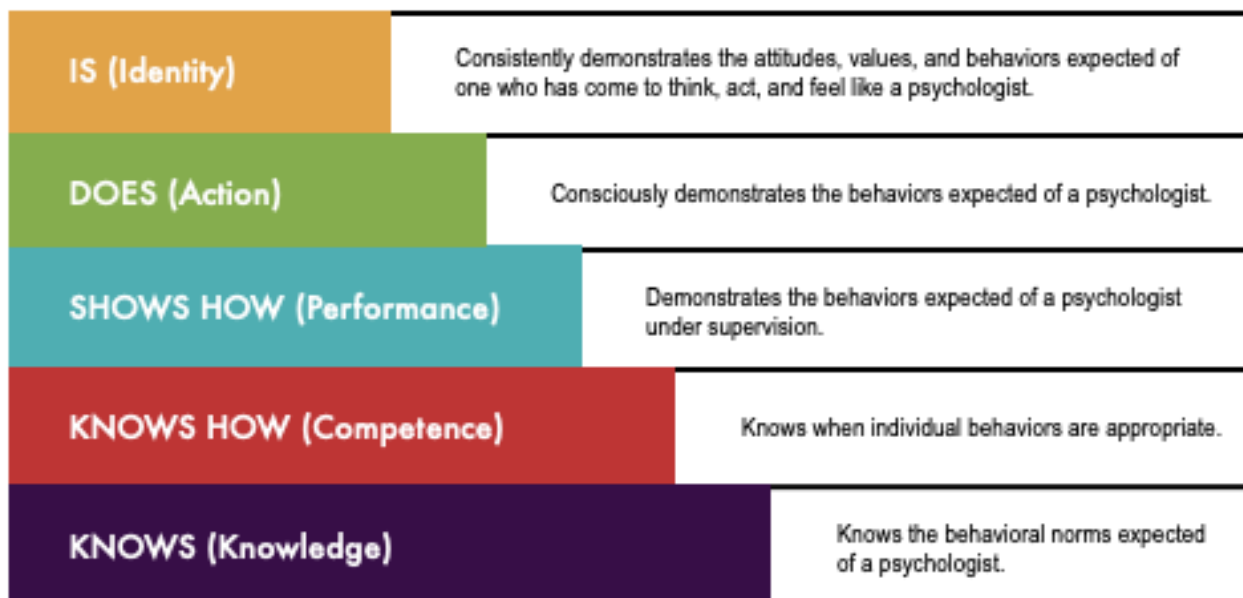 IS (Identity)
Consistently demonstrates the attitudes, values, and behaviors expected of
one who has come to think, act, and feel like a psychologist.
DOES (Action)
Consciously demonstrates the behaviors expected of a psychologist.
SHOWS HOW (Performance)
Demonstrates the behaviors expected of a psychologist
under supervision.
KNOWS HOW (Competence)
Knows when individual behaviors are appropriate.
KNOWS (Knowledge)
Knows the behavioral norms expected
of a psychologist.